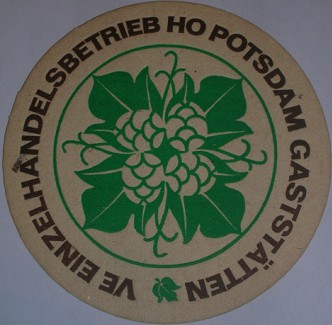 VE EINZELHANDELSBETRIEB HO POTSDAM GASTSTÄTTEN